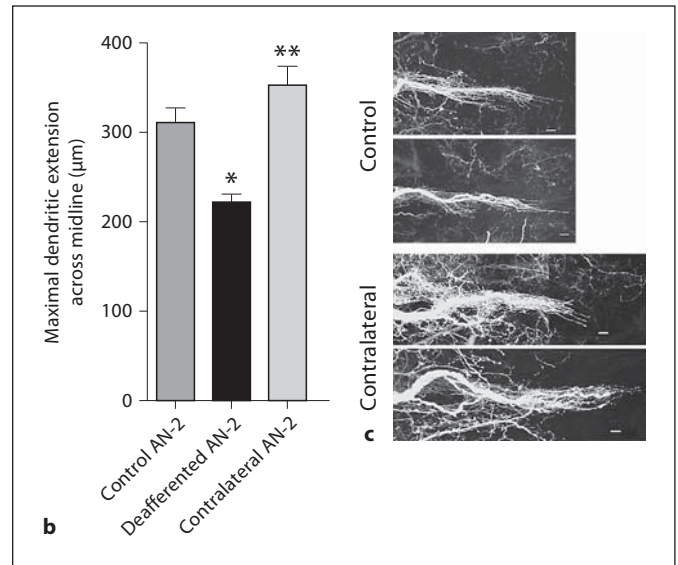 Maximal dendritic extension
across midline (µm)
400
300
200
100
0
*
**
Control AN-2
Deafferented AN-2
Contralateral AN-2
b
Control
Contralateral
c